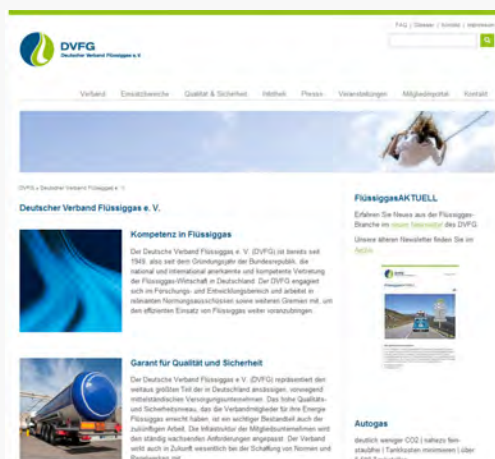 FAQ | Glossar | Kontakt | Impressum
DVFG
Deutscher Verband Flüssiggas e.V.
Verband Einsatzbereiche Qualität & Sicherheit Infothek Presse Veranstaltungen Mitgliederportal Kontakt
DVFG » Deutscher Verband Flüssiggas e. V.
Deutscher Verband Flüssiggas e. V.
Kompetenz in Flüssiggas
Der Deutsche Verband Flüssiggas e. V. (DVFG) ist bereits seit
1949, also seit dem Gründungsjahr der Bundesrepublik, die
national und international anerkannte und kompetente Vertretung
der Flüssiggas-Wirtschaft in Deutschland. Der DVFG engagiert
sich im Forschungs- und Entwicklungsbereich und arbeitet in
relevanten Normungsausschüssen sowie weiteren Gremien mit, um
den effizienten Einsatz von Flüssiggas weiter voranzubringen.
Garant für Qualität und Sicherheit
Der Deutsche Verband Flüssiggas e. V. (DVFG) repräsentiert den
weitaus größten Teil der in Deutschland ansässigen, vorwiegend
mittelständischen Versorgungsunternehmen. Das hohe Qualitäts-
und Sicherheitsniveau, das die Verbandmitglieder für ihre Energie
Flüssiggas erreicht haben, ist ein wichtiger Bestandteil auch der
zukünftigen Arbeit. Die Infrastruktur der Mitgliedsunternehmen wird
den ständig wachsenden Anforderungen angepasst. Der Verband
wirkt auch in Zukunft wesentlich bei der Schaffung von Normen und
FlüssiggasAKTUELL
Erfahren Sie Neues aus der Flüssiggas-
Branche im neuen Newsletter des DVFG.
Unsere älteren Newsletter finden Sie im
Archiv.
Autogas
deutlich weniger CO2 | nahezu fein-
staubfrei | Tankkosten minimieren | über